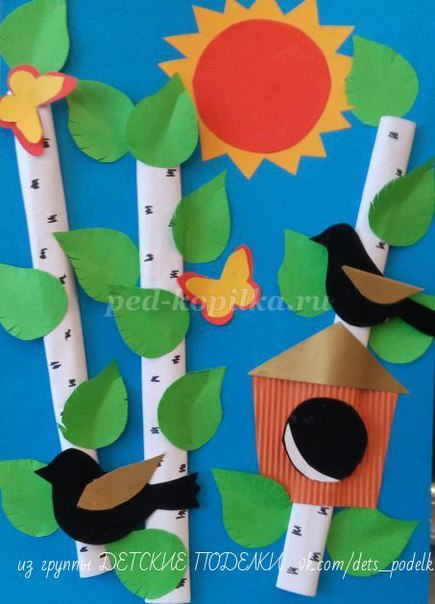 ped-kopilka.ru
из группы ДЕТСКИЕ ПОДЕЛКИ vk.com/dets_podelk